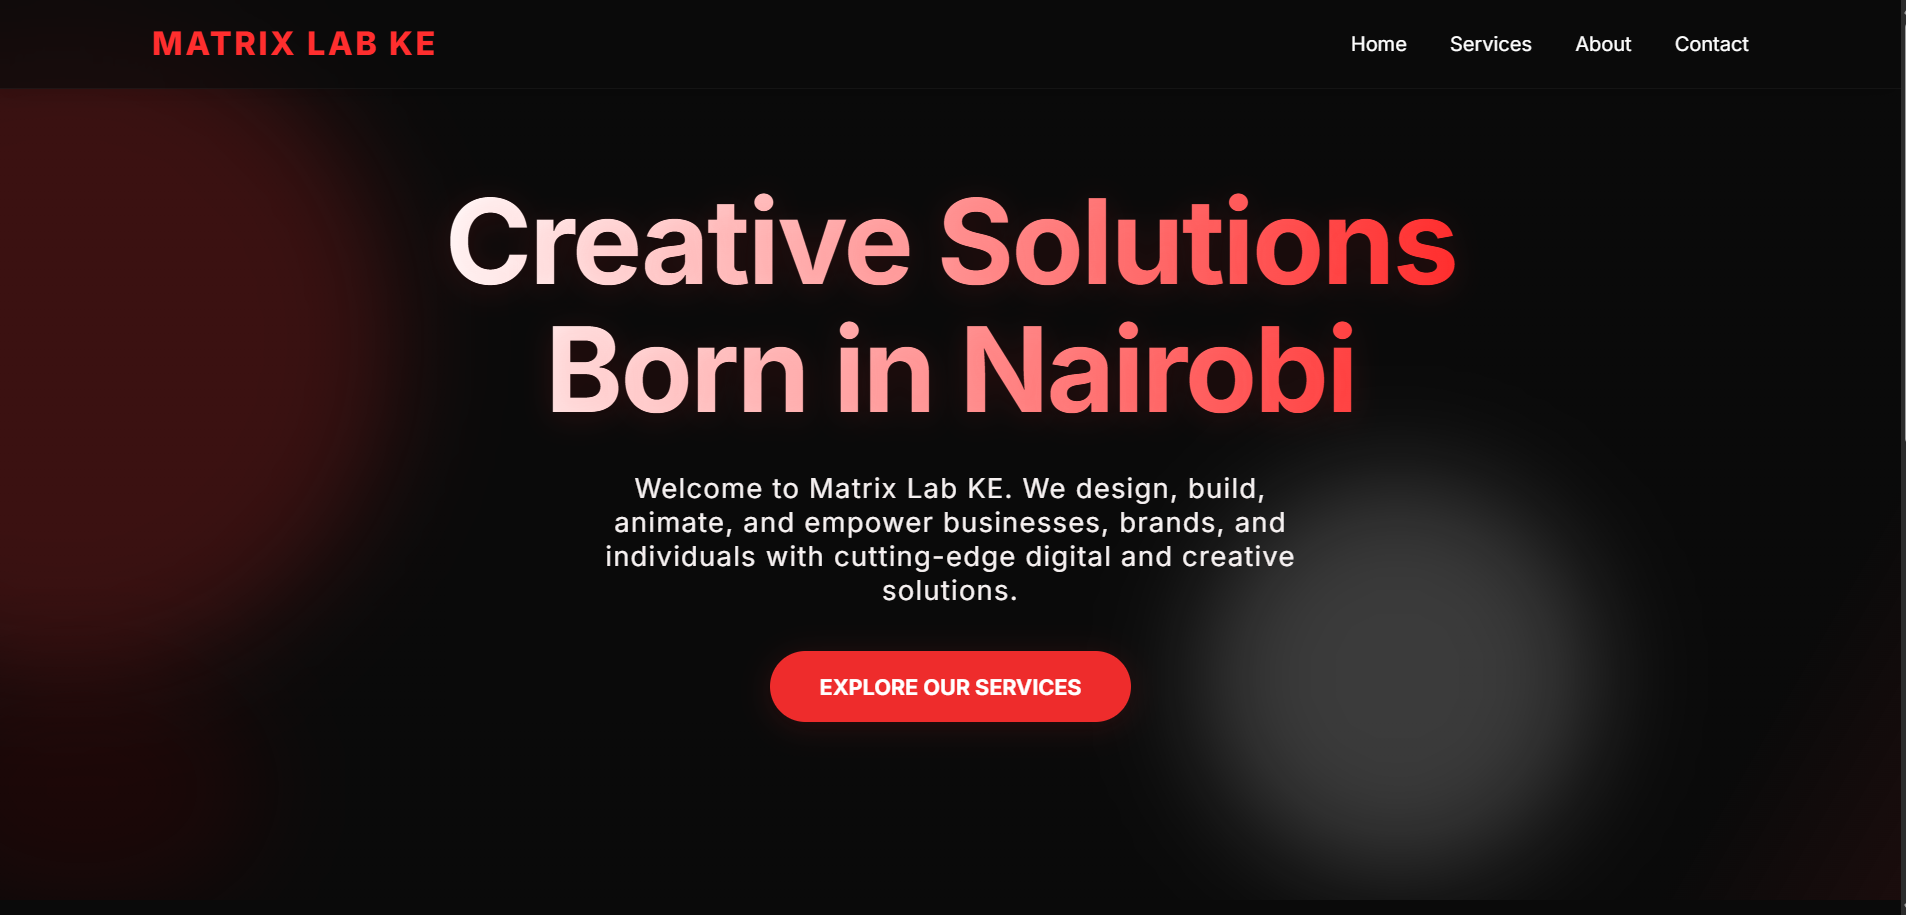 MATRIX LAB KE
Home Services About Contact
Creative Solutions
Born in Nairobi
Welcome to Matrix Lab KE. We design, build,
animate, and empower businesses, brands, and
individuals with cutting-edge digital and creative
solutions.
EXPLORE OUR SERVICES